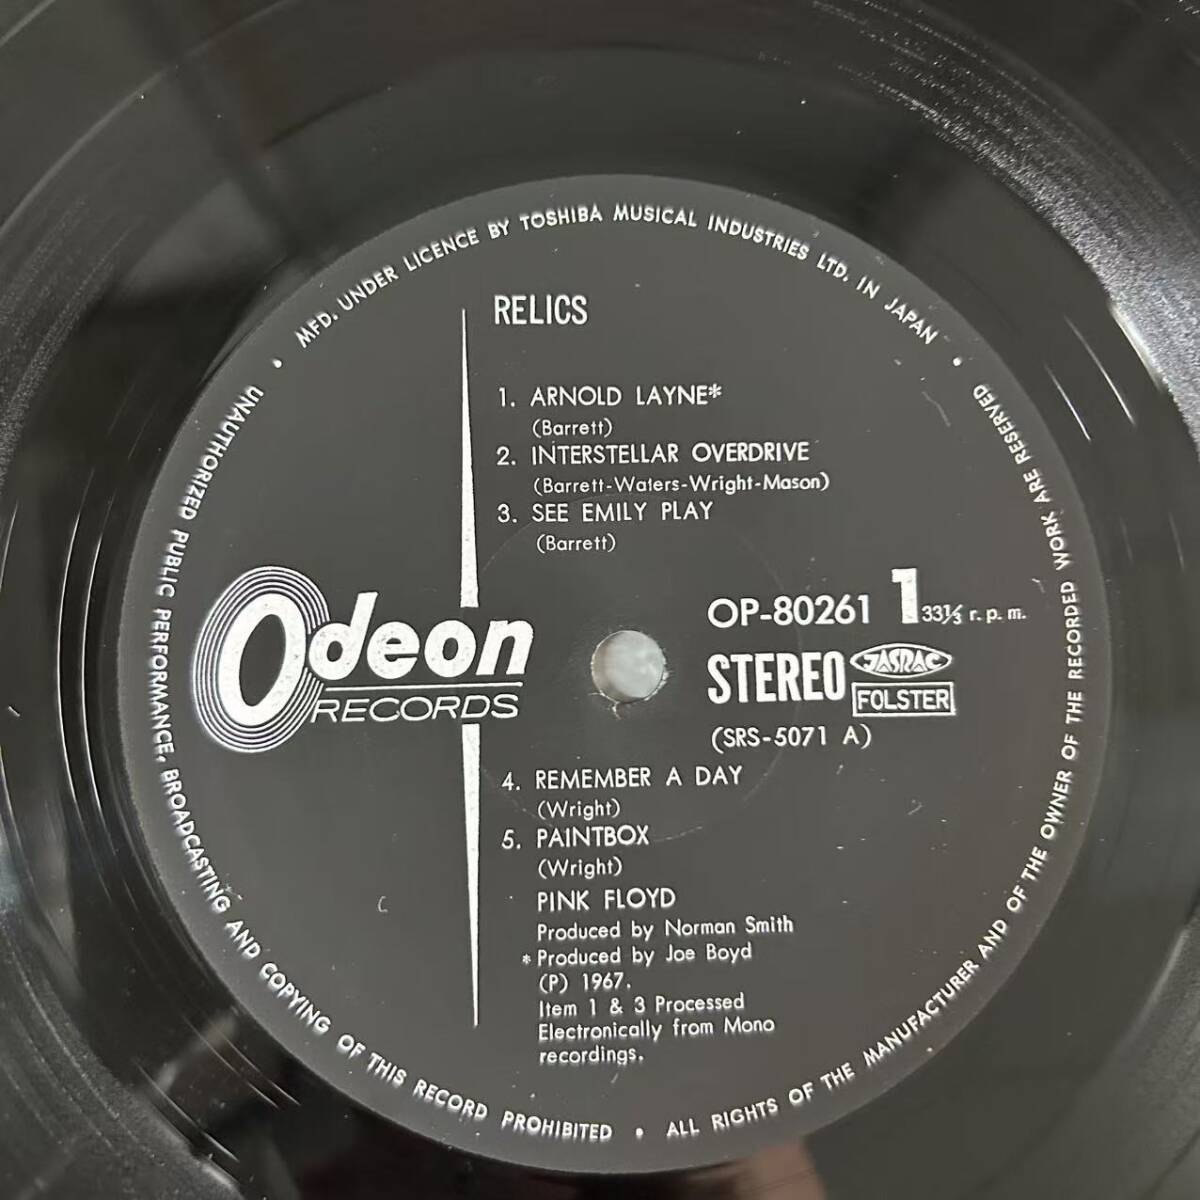 MFD. UNDER LICENCE BY TOSHIBA MUSICAL INDUSTRIES LTD. IN JAPAN
RELICS
1. ARNOLD LAYNE*
(Barrett)
2. INTERSTELLAR OVERDRIVE
(Barrett-Waters-Wright-Mason)
3. SEE EMILY PLAY
(Barrett)
Odeon
RECORDS
OP-80261 1 33⅓ r.p.m.
STEREO JASRAC
FOLSTER
(SRS-5071 A)
4. REMEMBER A DAY
(Wright)
5. PAINTBOX
(Wright)
PINK FLOYD
Produced by Norman Smith
* Produced by Joe Boyd
(P) 1967.
Item 1 & 3 Processed
Electronically from Mono
recordings.
UNAUTHORIZED PUBLIC PERFORMANCE, BROADCASTING AND COPYING OF THIS RECORD PROHIBITED • ALL RIGHTS OF THE MANUFACTURER AND OF THE OWNER OF THE RECORDED WORK ARE RESERVED